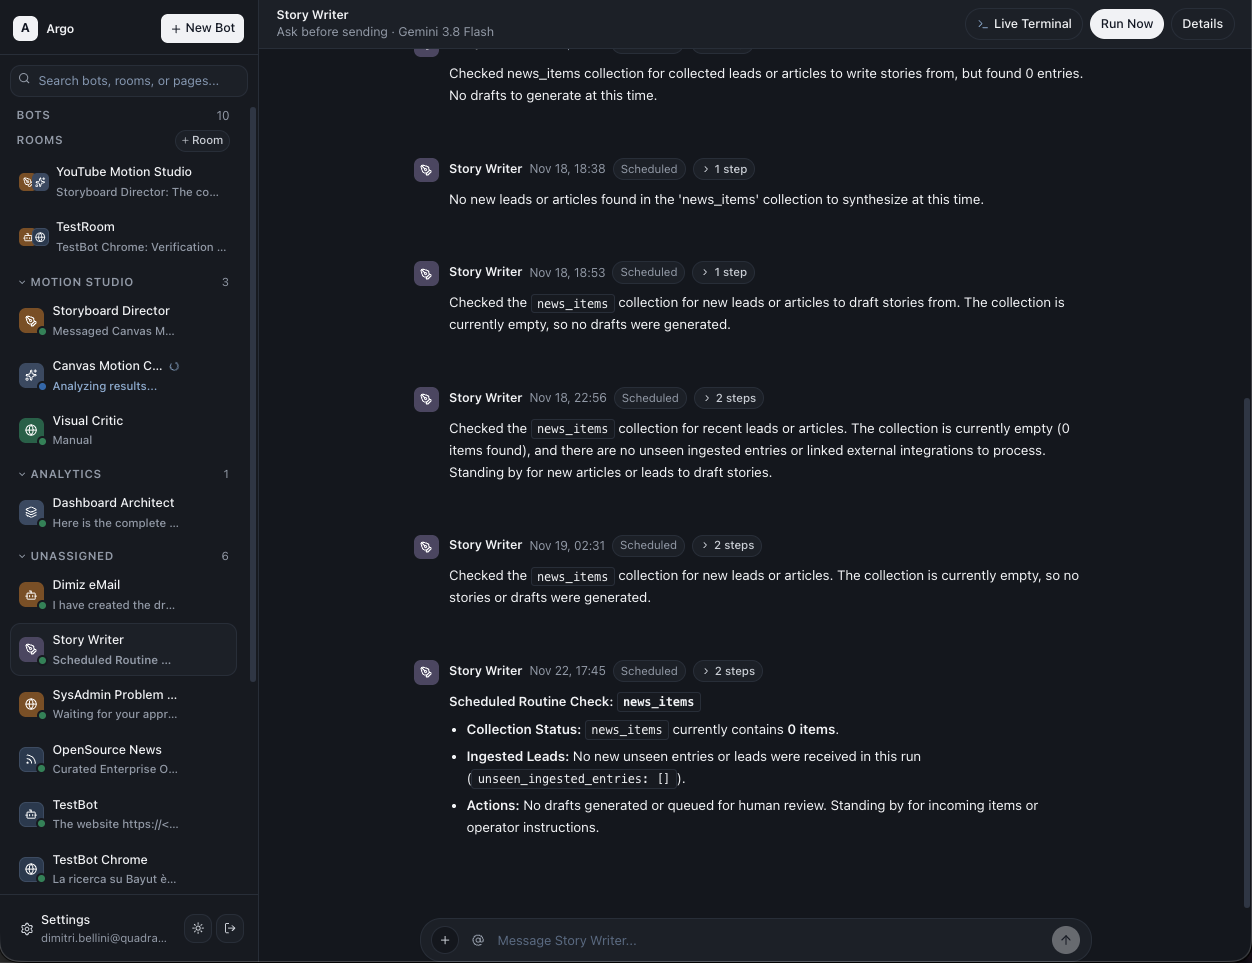 A Argo
+ New Bot
Search bots, rooms, or pages...
BOTS 10
ROOMS + Room
YouTube Motion Studio
Storyboard Director: The co...
TestRoom
TestBot Chrome: Verification ...
MOTION STUDIO 3
Storyboard Director
Messaged Canvas M...
Canvas Motion C...
Analyzing results...
Visual Critic
Manual
ANALYTICS 1
Dashboard Architect
Here is the complete ...
UNASSIGNED 6
Dimiz eMail
I have created the dr...
Story Writer
Scheduled Routine ...
SysAdmin Problem ...
Waiting for your appr...
OpenSource News
Curated Enterprise O...
TestBot
The website https://<...
TestBot Chrome
La ricerca su Bayut è...
Settings
dimitri.bellini@quadra...
Story Writer
Ask before sending · Gemini 3.8 Flash
Live Terminal
Run Now
Details
Checked news_items collection for collected leads or articles to write stories from, but found 0 entries.
No drafts to generate at this time.
Story Writer Nov 18, 18:38 Scheduled > 1 step
No new leads or articles found in the 'news_items' collection to synthesize at this time.
Story Writer Nov 18, 18:53 Scheduled > 1 step
Checked the news_items collection for new leads or articles to draft stories from. The collection is
currently empty, so no drafts were generated.
Story Writer Nov 18, 22:56 Scheduled > 2 steps
Checked the news_items collection for recent leads or articles. The collection is currently empty (0
items found), and there are no unseen ingested entries or linked external integrations to process.
Standing by for new articles or leads to draft stories.
Story Writer Nov 19, 02:31 Scheduled > 2 steps
Checked the news_items collection for new leads or articles. The collection is currently empty, so no
stories or drafts were generated.
Story Writer Nov 22, 17:45 Scheduled > 2 steps
Scheduled Routine Check: news_items
• Collection Status: news_items currently contains 0 items.
• Ingested Leads: No new unseen entries or leads were received in this run
(unseen_ingested_entries: []).
• Actions: No drafts generated or queued for human review. Standing by for incoming items or
operator instructions.
+ @ Message Story Writer...